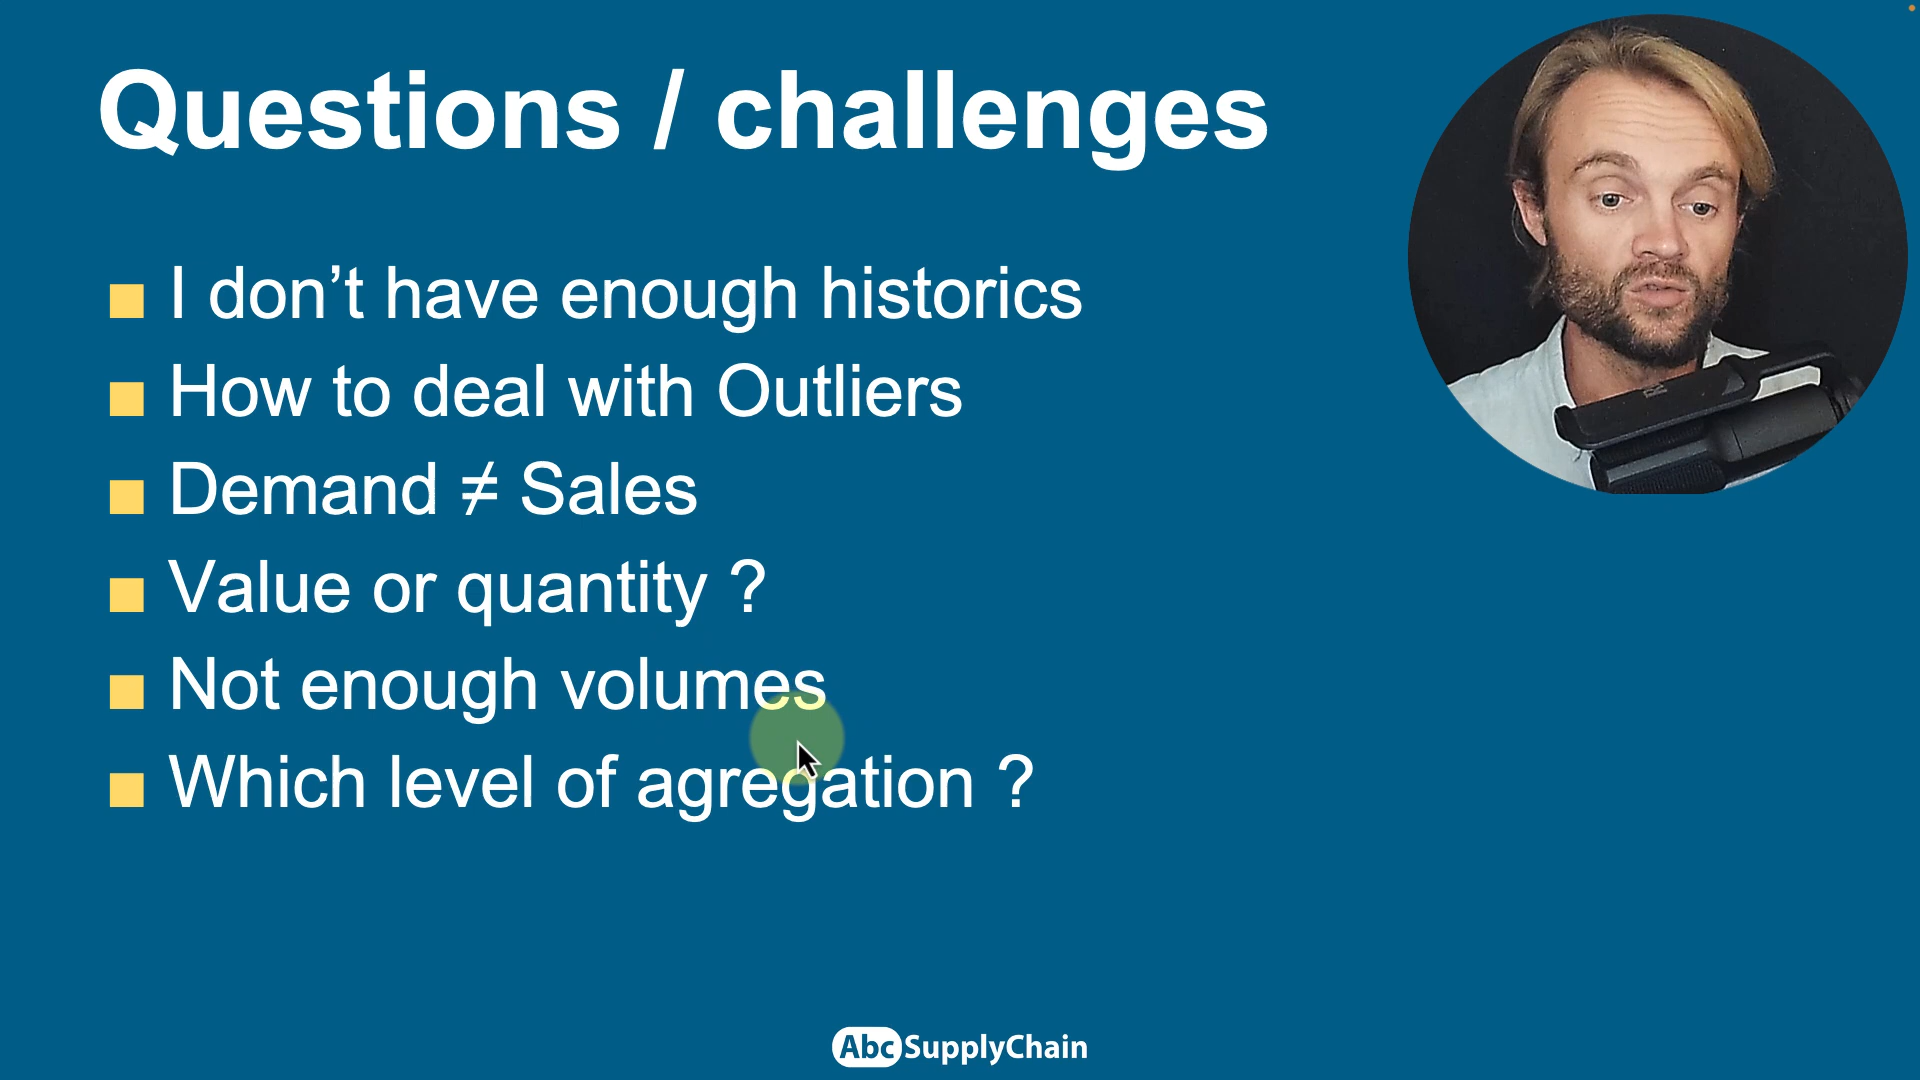 Questions / challenges
I don’t have enough historics
How to deal with Outliers
Demand ≠ Sales
Value or quantity ?
Not enough volumes
Which level of agregation ?
Abc SupplyChain